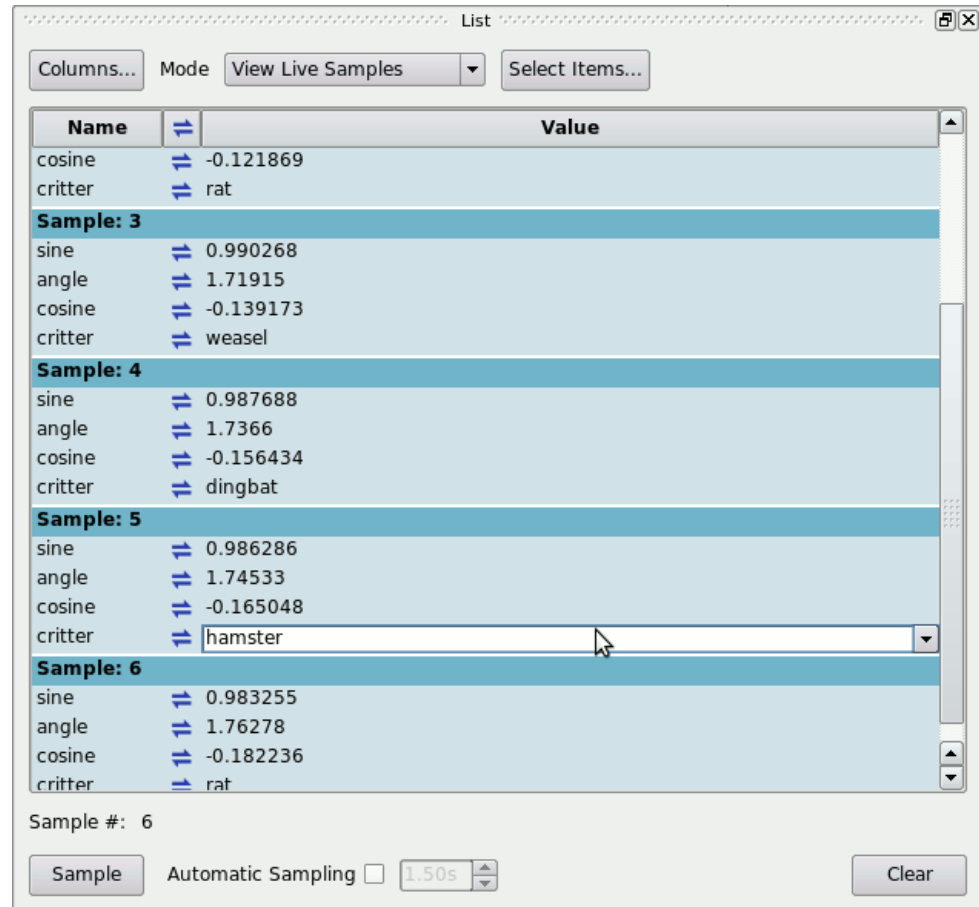 List
Columns... Mode View Live Samples Select Items...
Name Value
cosine -0.121869
critter rat
Sample: 3
sine 0.990268
angle 1.71915
cosine -0.139173
critter weasel
Sample: 4
sine 0.987688
angle 1.7366
cosine -0.156434
critter dingbat
Sample: 5
sine 0.986286
angle 1.74533
cosine -0.165048
critter hamster
Sample: 6
sine 0.983255
angle 1.76278
cosine -0.182236
critter rat
Sample #: 6
Sample Automatic Sampling 1.50s Clear